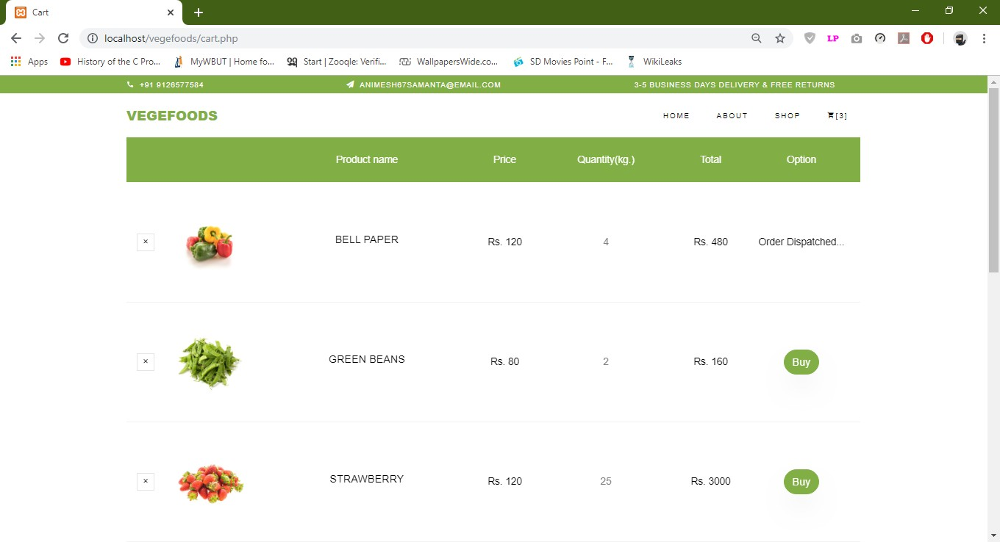 Cart
localhost/vegefoods/cart.php
LP
Apps History of the C Pro... MyWBUT | Home fo... Start | Zooqle: Verifi... WallpapersWide.co... SD Movies Point - F... WikiLeaks
+91 9126577584 ANIMESH67SAMANTA@EMAIL.COM 3-5 BUSINESS DAYS DELIVERY & FREE RETURNS
VEGEFOODS HOME ABOUT SHOP [3]
Product name Price Quantity(kg.) Total Option
× BELL PAPER Rs. 120 4 Rs. 480 Order Dispatched...
× GREEN BEANS Rs. 80 2 Rs. 160 Buy
× STRAWBERRY Rs. 120 25 Rs. 3000 Buy